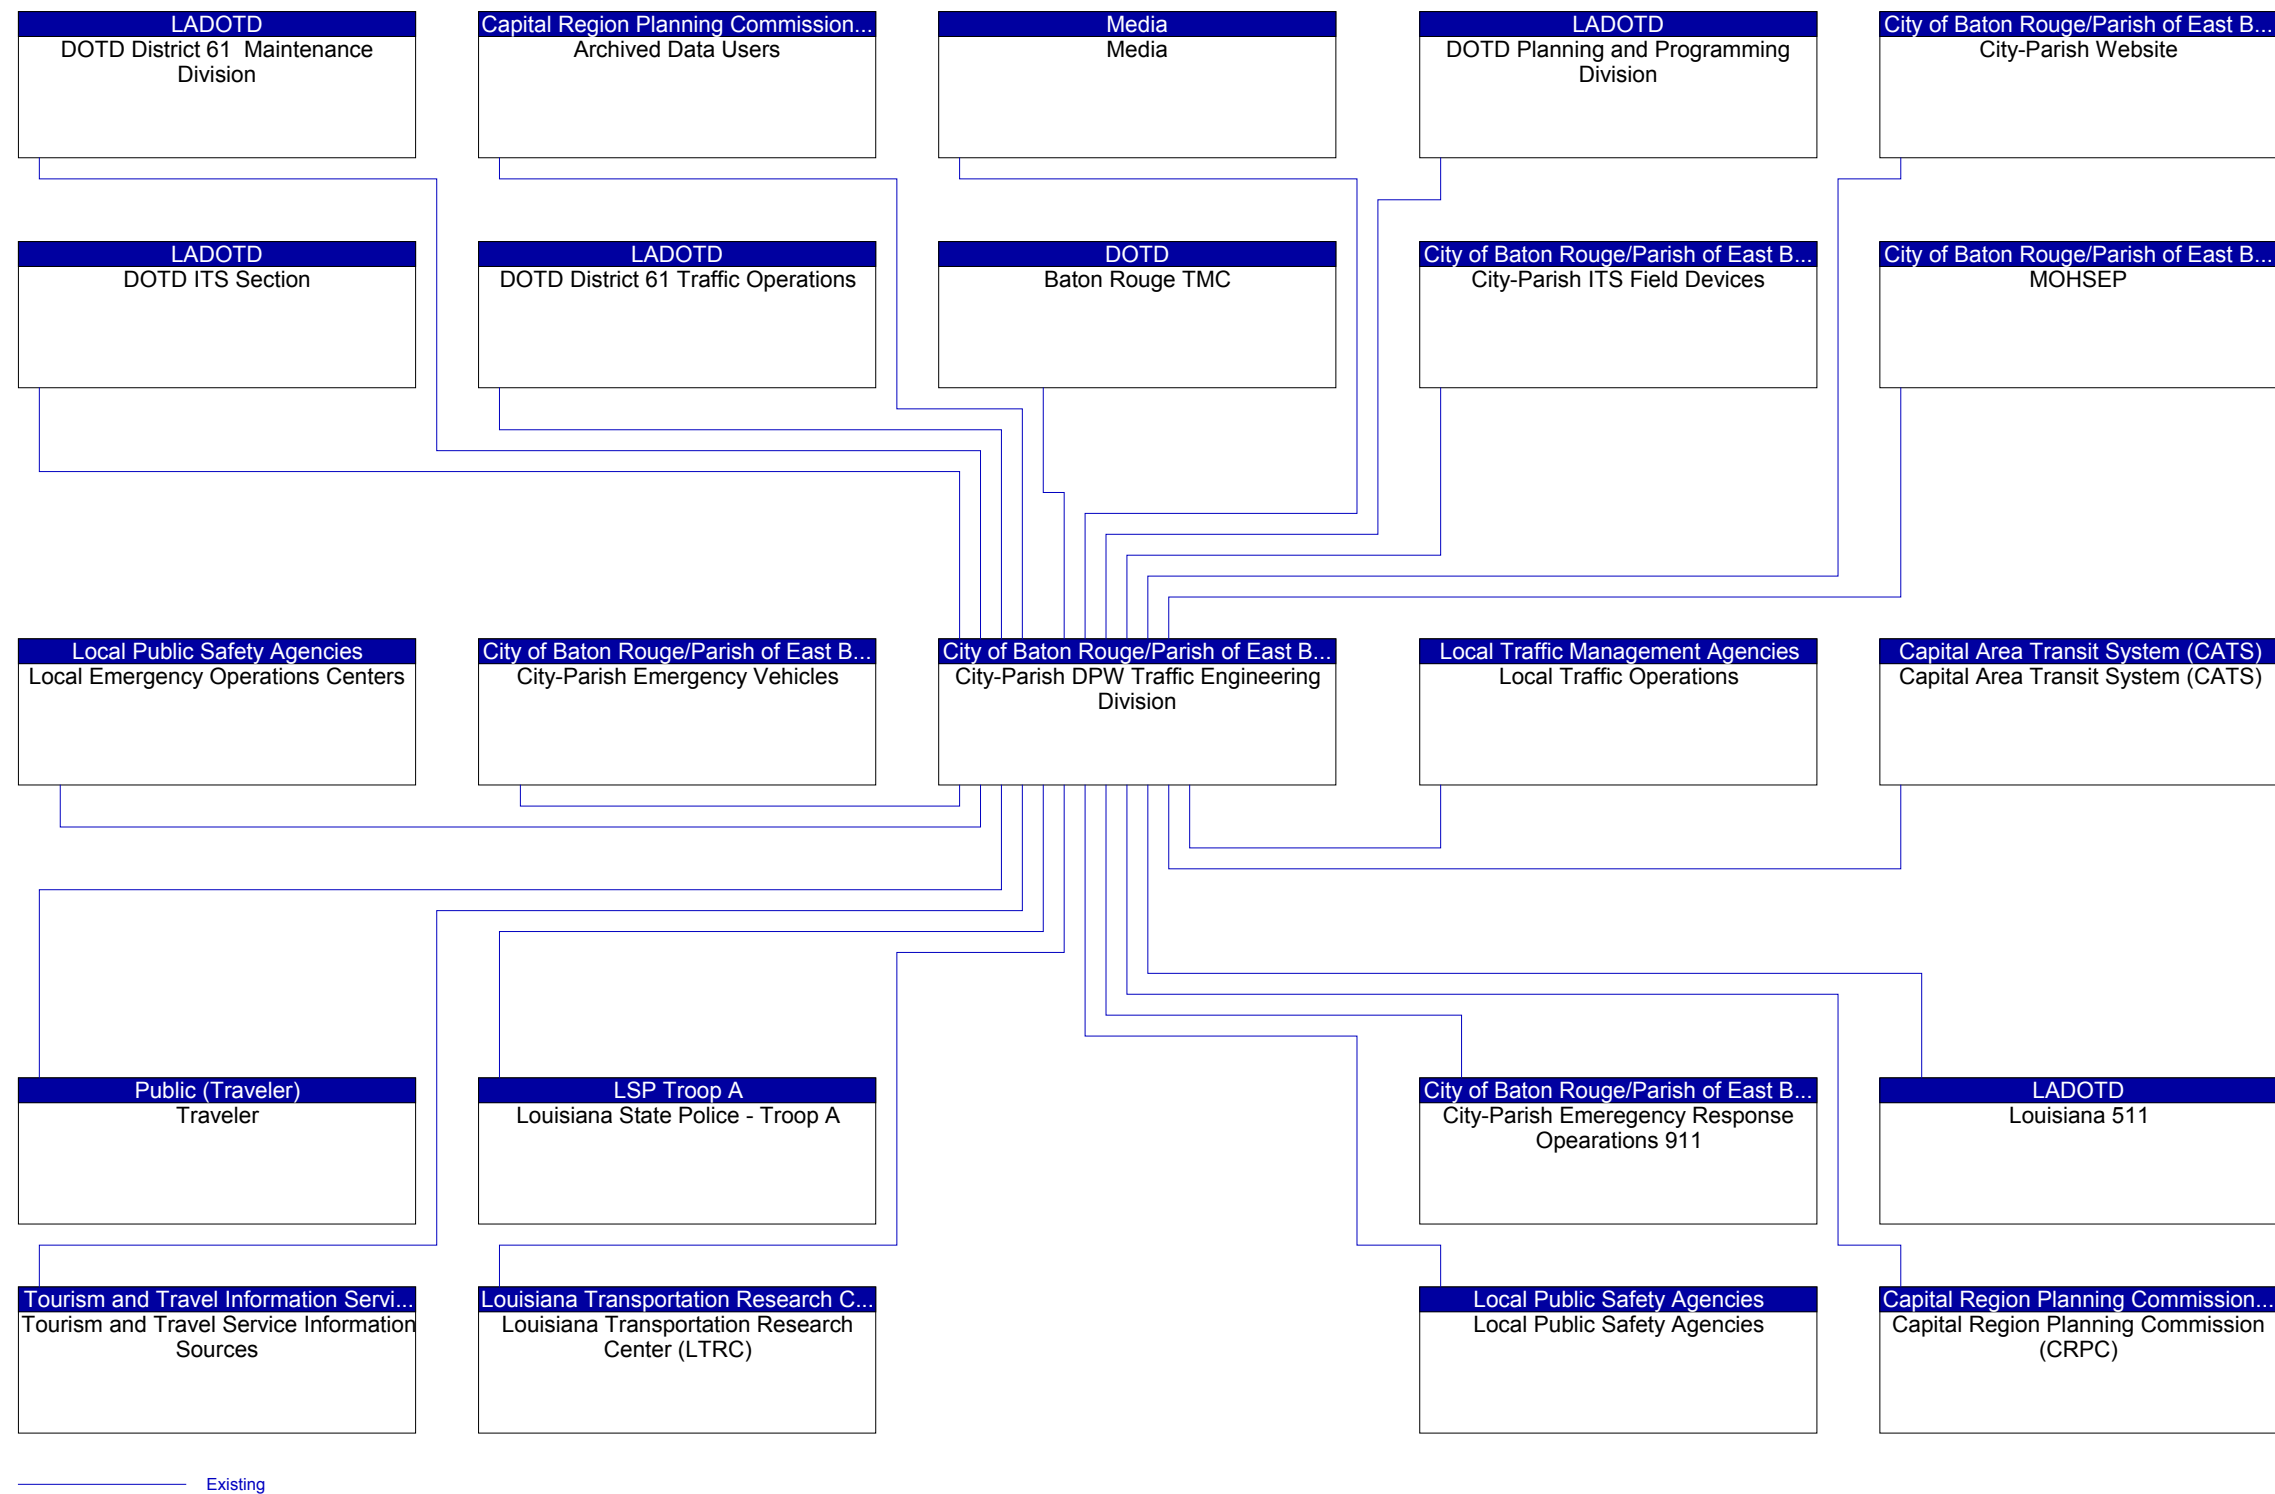 LADOTD
DOTD District 61 Maintenance
Division
Capital Region Planning Commission...
Archived Data Users
Media
Media
LADOTD
DOTD Planning and Programming
Division
City of Baton Rouge/Parish of East B...
City-Parish Website
LADOTD
DOTD ITS Section
LADOTD
DOTD District 61 Traffic Operations
DOTD
Baton Rouge TMC
City of Baton Rouge/Parish of East B...
City-Parish ITS Field Devices
City of Baton Rouge/Parish of East B...
MOHSEP
Local Public Safety Agencies
Local Emergency Operations Centers
City of Baton Rouge/Parish of East B...
City-Parish Emergency Vehicles
City of Baton Rouge/Parish of East B...
City-Parish DPW Traffic Engineering
Division
Local Traffic Management Agencies
Local Traffic Operations
Capital Area Transit System (CATS)
Capital Area Transit System (CATS)
Public (Traveler)
Traveler
LSP Troop A
Louisiana State Police - Troop A
City of Baton Rouge/Parish of East B...
City-Parish Emeregency Response
Opearations 911
LADOTD
Louisiana 511
Tourism and Travel Information Servi...
Tourism and Travel Service Information
Sources
Louisiana Transportation Research C...
Louisiana Transportation Research
Center (LTRC)
Local Public Safety Agencies
Local Public Safety Agencies
Capital Region Planning Commission...
Capital Region Planning Commission
(CRPC)
Existing